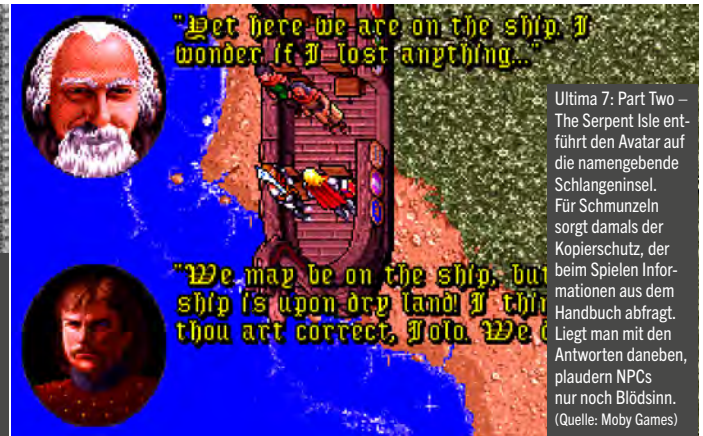 "Yet here we are on the ship. I
wonder if I lost anything..."
"We may be on the ship, but
ship is upon dry land! I thin
thou art correct, Iolo. We d
Ultima 7: Part Two –
The Serpent Isle ent-
führt den Avatar auf
die namengebende
Schlangeninsel.
Für Schmunzeln
sorgt damals der
Kopierschutz, der
beim Spielen Infor-
mationen aus dem
Handbuch abfragt.
Liegt man mit den
Antworten daneben,
plaudern NPCs
nur noch Blödsinn.
(Quelle: Moby Games)